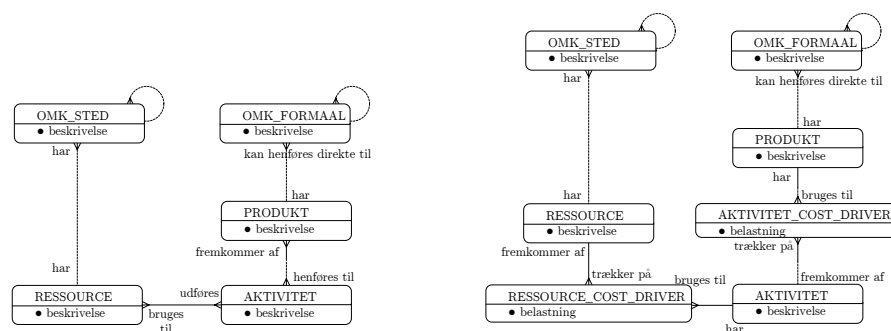 OMK_STED
● beskrivelse
har
har
OMK_FORMAAL
● beskrivelse
kan henføres direkte til
har
PRODUKT
● beskrivelse
fremkommer af
henføres til
RESSOURCE
● beskrivelse
bruges
til
udføres
AKTIVITET
● beskrivelse
OMK_STED
● beskrivelse
har
har
RESSOURCE
● beskrivelse
fremkommer af
trækker på
RESSOURCE_COST_DRIVER
● belastning
OMK_FORMAAL
● beskrivelse
kan henføres direkte til
har
PRODUKT
● beskrivelse
har
bruges til
AKTIVITET_COST_DRIVER
● belastning
trækker på
fremkommer af
bruges til
AKTIVITET
● beskrivelse
har